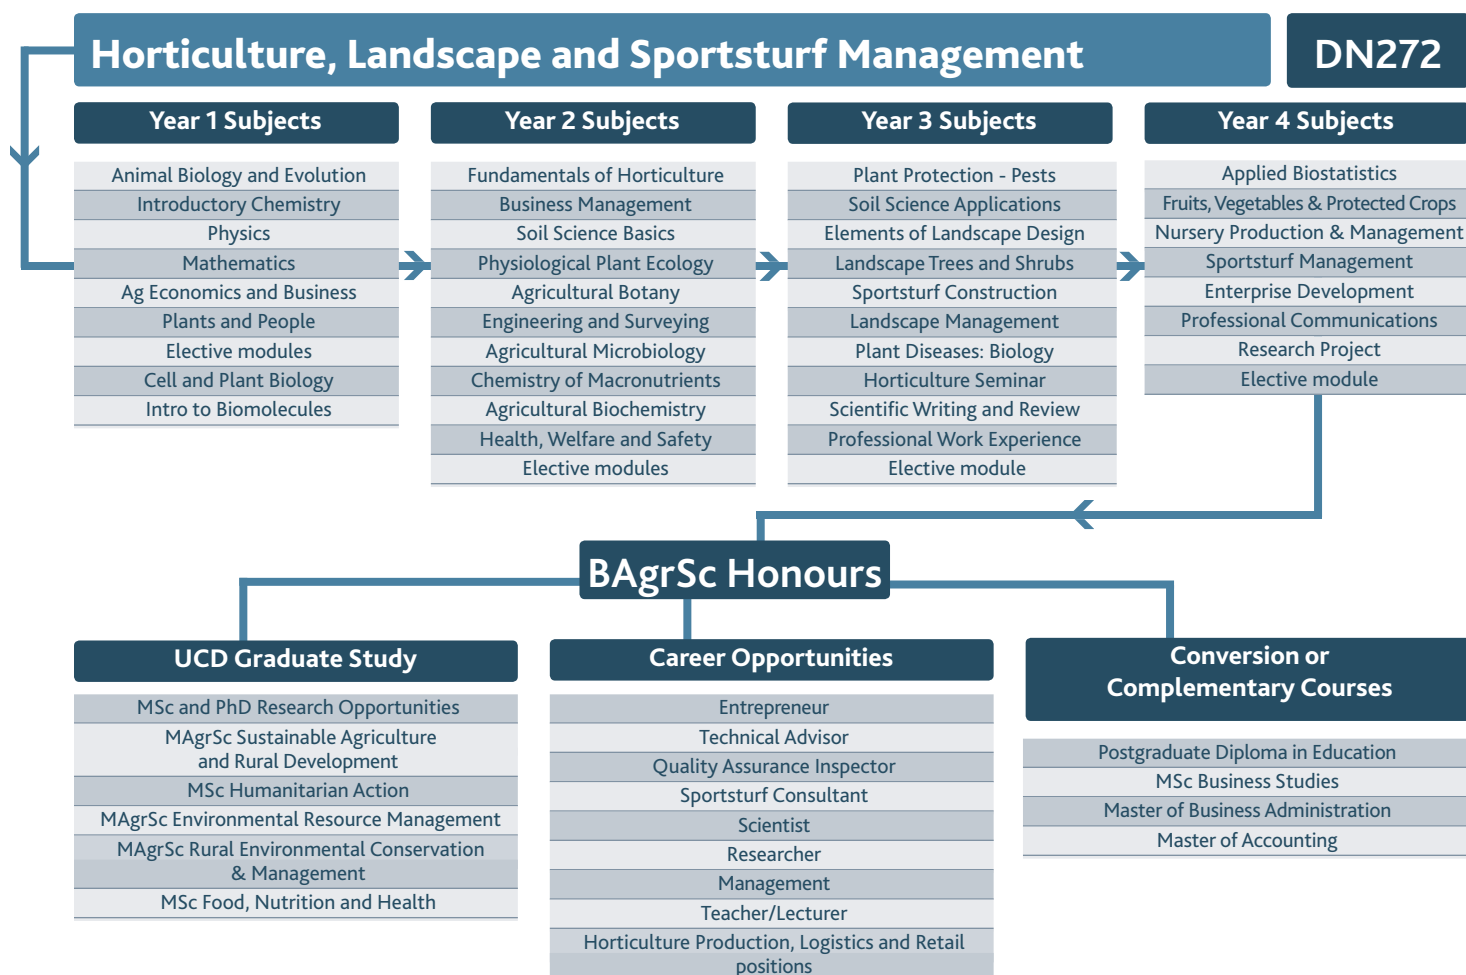 Horticulture, Landscape and Sportsturf Management
DN272
Year 1 Subjects
Animal Biology and Evolution
Introductory Chemistry
Physics
Mathematics
Ag Economics and Business
Plants and People
Elective modules
Cell and Plant Biology
Intro to Biomolecules
Year 2 Subjects
Fundamentals of Horticulture
Business Management
Soil Science Basics
Physiological Plant Ecology
Agricultural Botany
Engineering and Surveying
Agricultural Microbiology
Chemistry of Macronutrients
Agricultural Biochemistry
Health, Welfare and Safety
Elective modules
Year 3 Subjects
Plant Protection - Pests
Soil Science Applications
Elements of Landscape Design
Landscape Trees and Shrubs
Sportsturf Construction
Landscape Management
Plant Diseases: Biology
Horticulture Seminar
Scientific Writing and Review
Professional Work Experience
Elective module
Year 4 Subjects
Applied Biostatistics
Fruits, Vegetables & Protected Crops
Nursery Production & Management
Sportsturf Management
Enterprise Development
Professional Communications
Research Project
Elective module
BAgrSc Honours
UCD Graduate Study
MSc and PhD Research Opportunities
MAgrSc Sustainable Agriculture
and Rural Development
MSc Humanitarian Action
MAgrSc Environmental Resource Management
MAgrSc Rural Environmental Conservation
& Management
MSc Food, Nutrition and Health
Career Opportunities
Entrepreneur
Technical Advisor
Quality Assurance Inspector
Sportsturf Consultant
Scientist
Researcher
Management
Teacher/Lecturer
Horticulture Production, Logistics and Retail
positions
Conversion or
Complementary Courses
Postgraduate Diploma in Education
MSc Business Studies
Master of Business Administration
Master of Accounting